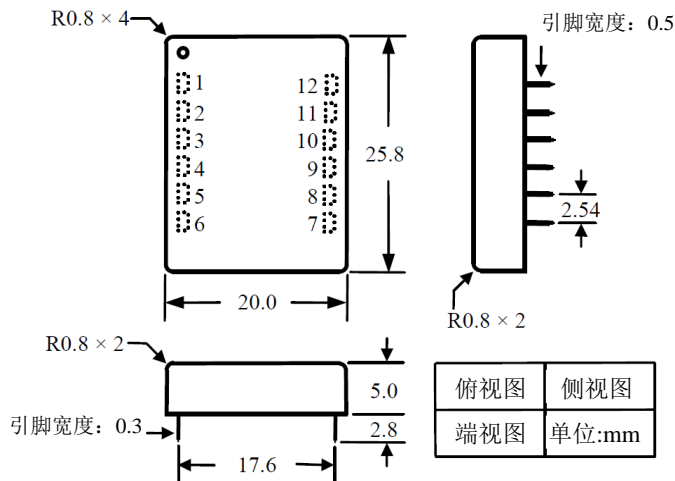 R0.8 × 4
引脚宽度：0.5
1 12
2 11
3 10
4 9
5 8
6 7
25.8
2.54
20.0
R0.8 × 2
R0.8 × 2
5.0
引脚宽度：0.3
2.8
17.6
俯视图 侧视图
端视图 单位:mm